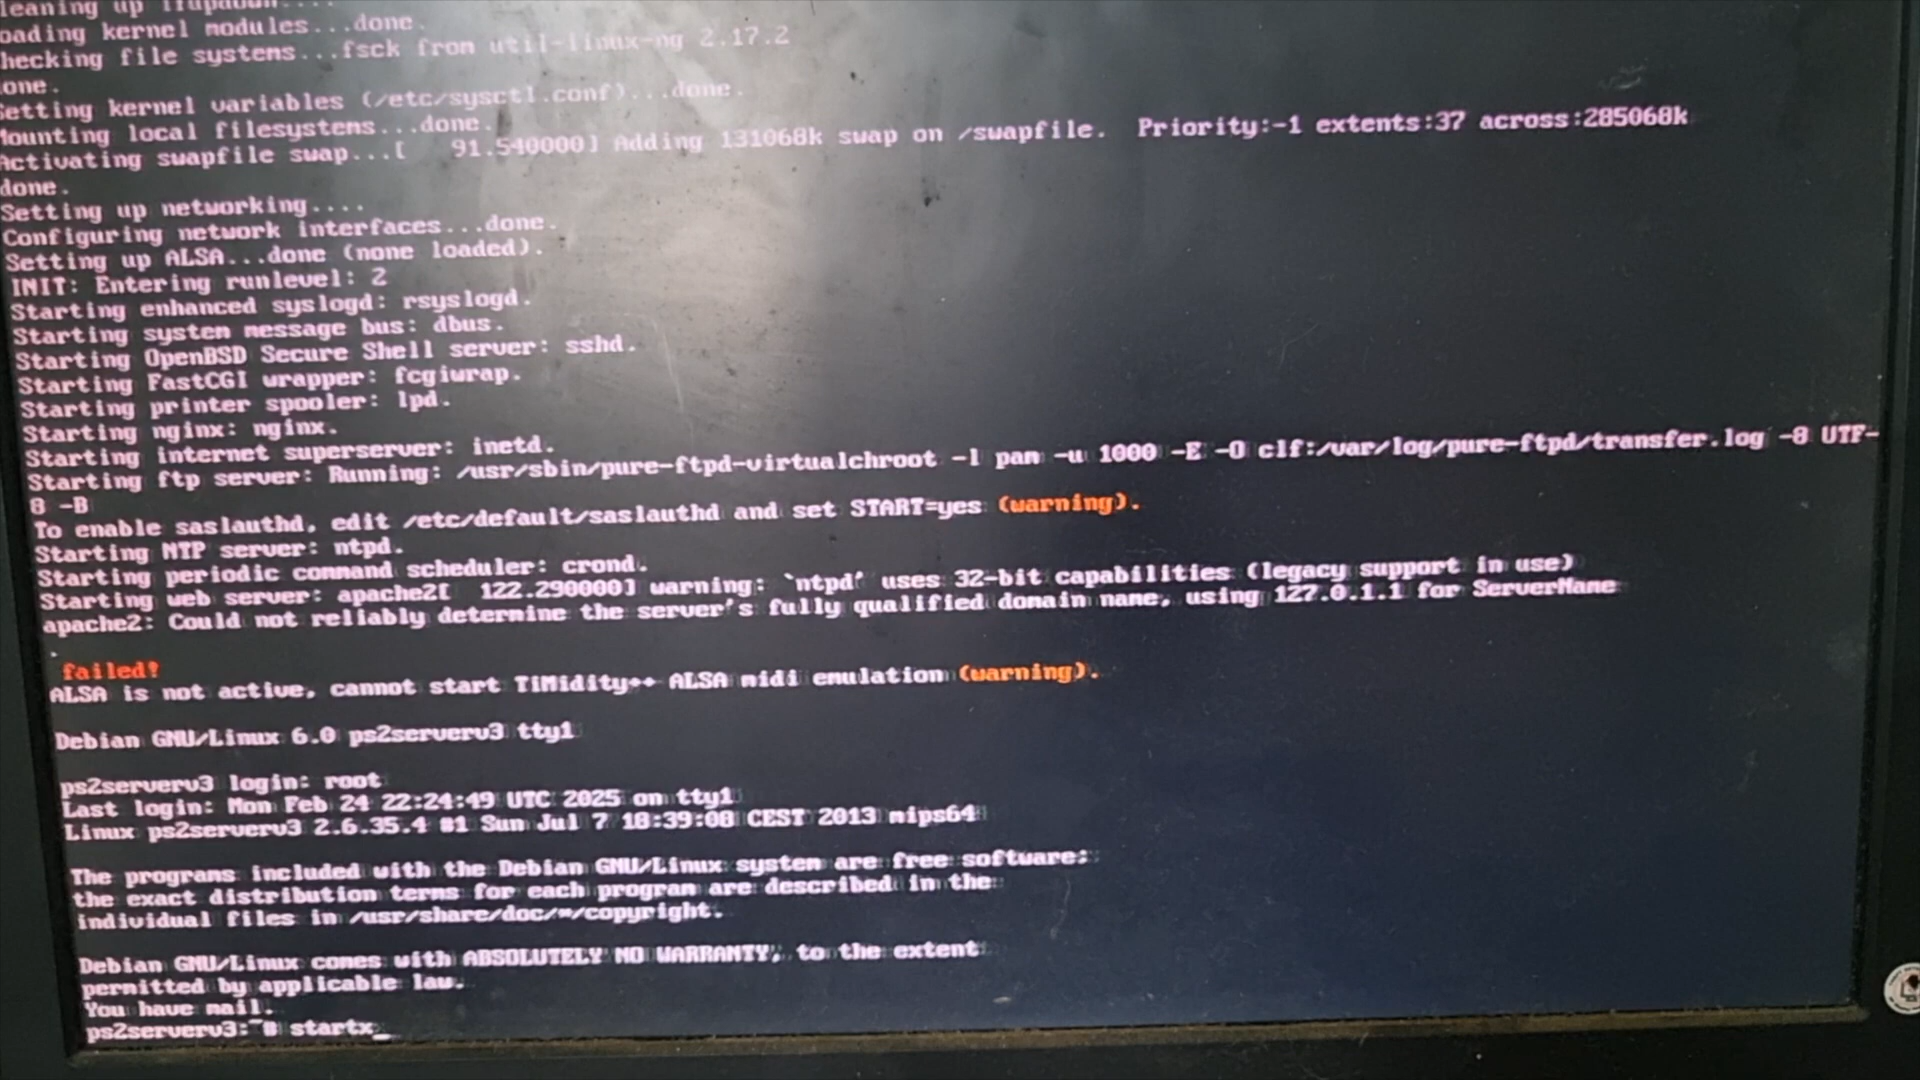 leaning up ifupdown....
oading kernel modules...done.
hecking file systems...fsck from util-linux-ng 2.17.2
one.
Setting kernel variables (/etc/sysctl.conf)...done.
Mounting local filesystems...done.
Activating swapfile swap...[   91.540000] Adding 131068k swap on /swapfile.  Priority:-1 extents:37 across:285068k
done.
Setting up networking....
Configuring network interfaces...done.
Setting up ALSA...done (none loaded).
INIT: Entering runlevel: 2
Starting enhanced syslogd: rsyslogd.
Starting system message bus: dbus.
Starting OpenBSD Secure Shell server: sshd.
Starting FastCGI wrapper: fcgiwrap.
Starting printer spooler: lpd.
Starting nginx: nginx.
Starting internet superserver: inetd.
Starting ftp server: Running: /usr/sbin/pure-ftpd-virtualchroot -l pam -u 1000 -E -O clf:/var/log/pure-ftpd/transfer.log -8 UTF-
8 -B
To enable saslauthd, edit /etc/default/saslauthd and set START=yes (warning).
Starting NTP server: ntpd.
Starting periodic command scheduler: crond.
Starting web server: apache2[  122.290000] warning: `ntpd' uses 32-bit capabilities (legacy support in use)
apache2: Could not reliably determine the server's fully qualified domain name, using 127.0.1.1 for ServerName
.
failed!
ALSA is not active, cannot start TiMidity++ ALSA midi emulation (warning).
Debian GNU/Linux 6.0 ps2serverv3 tty1
ps2serverv3 login: root
Last login: Mon Feb 24 22:24:49 UTC 2025 on tty1
Linux ps2serverv3 2.6.35.4 #1 Sun Jul 7 18:39:08 CEST 2013 mips64
The programs included with the Debian GNU/Linux system are free software;
the exact distribution terms for each program are described in the
individual files in /usr/share/doc/*/copyright.
Debian GNU/Linux comes with ABSOLUTELY NO WARRANTY, to the extent
permitted by applicable law.
You have mail.
ps2serverv3:~# startx_